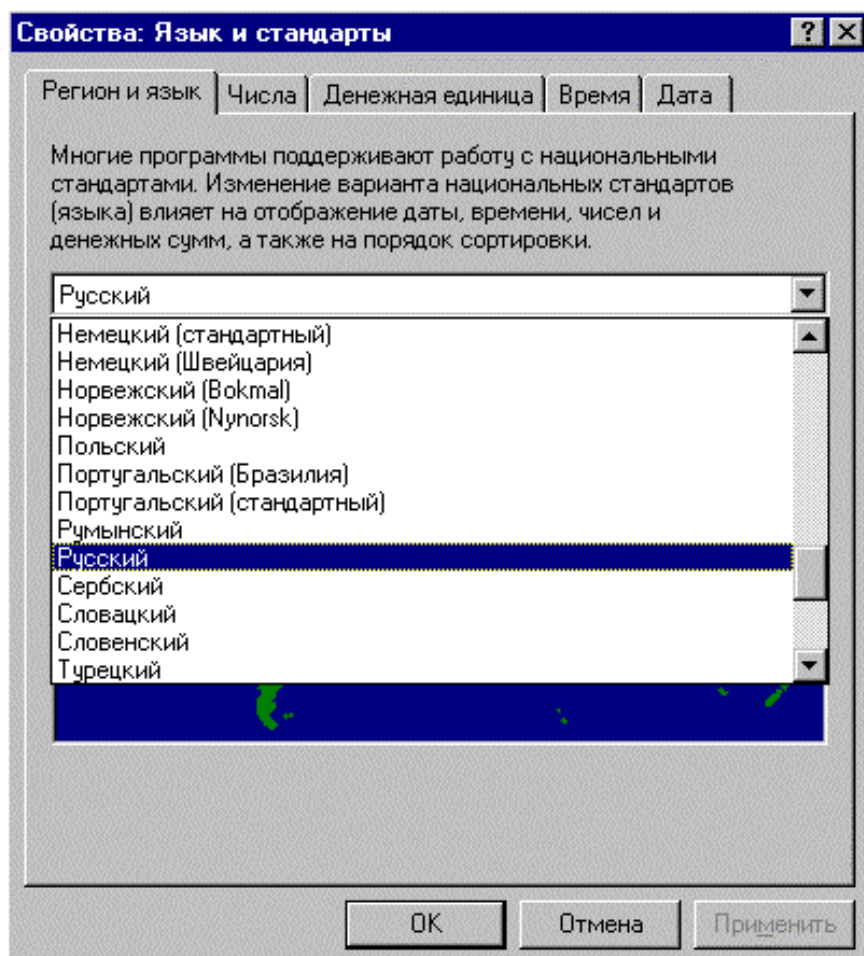 Свойства: Язык и стандарты
Регион и язык Числа Денежная единица Время Дата
Многие программы поддерживают работу с национальными
стандартами. Изменение варианта национальных стандартов
(языка) влияет на отображение даты, времени, чисел и
денежных сумм, а также на порядок сортировки.
Русский
Немецкий (стандартный)
Немецкий (Швейцария)
Норвежский (Bokmal)
Норвежский (Nynorsk)
Польский
Португальский (Бразилия)
Португальский (стандартный)
Румынский
Русский
Сербский
Словацкий
Словенский
Турецкий
OK Отмена Применить